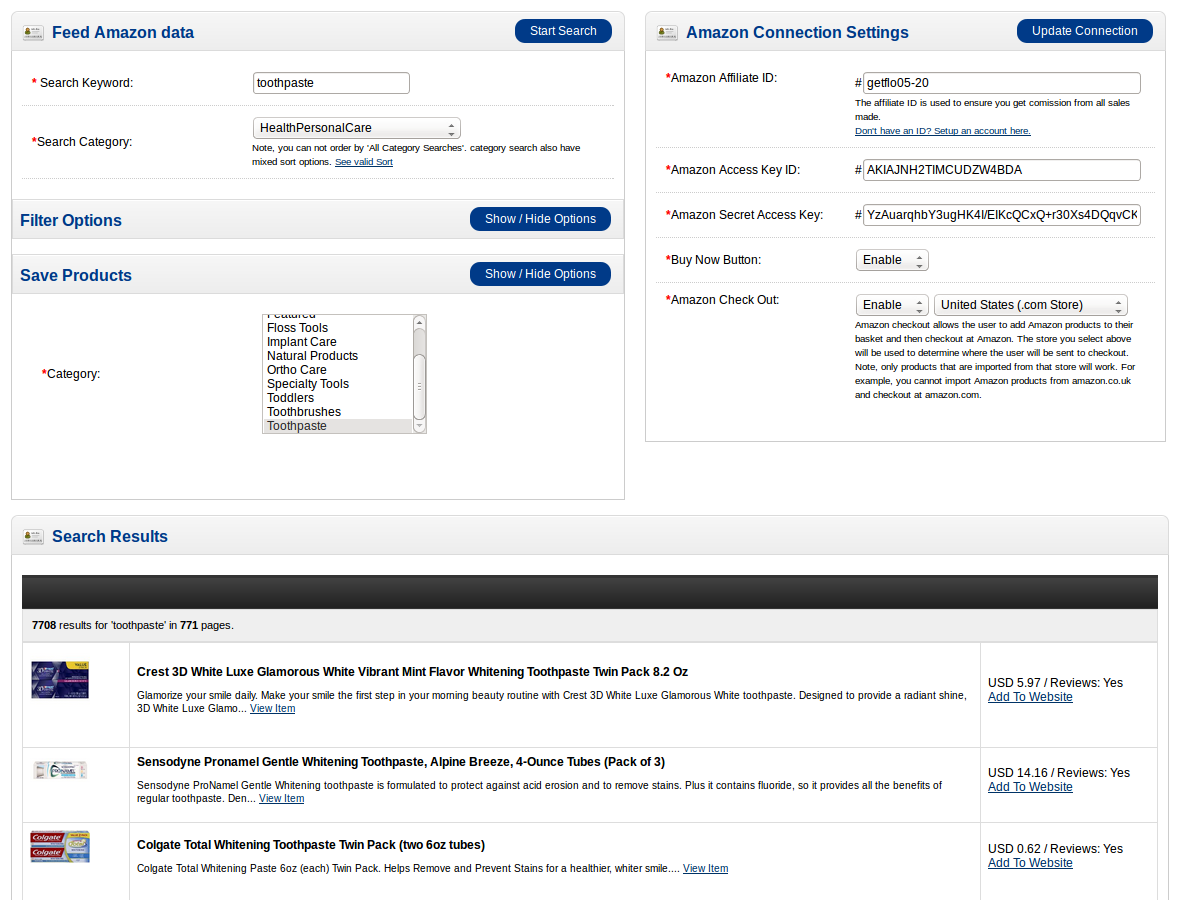 Feed Amazon data
Start Search
* Search Keyword:
toothpaste
*Search Category:
HealthPersonalCare
Note, you can not order by 'All Category Searches'. category search also have
mixed sort options. See valid Sort
Filter Options
Show / Hide Options
Save Products
Show / Hide Options
*Category:
Featured
Floss Tools
Implant Care
Natural Products
Ortho Care
Specialty Tools
Toddlers
Toothbrushes
Toothpaste
Amazon Connection Settings
Update Connection
*Amazon Affiliate ID:
# getflo05-20
The affiliate ID is used to ensure you get comission from all sales
made.
Don't have an ID? Setup an account here.
*Amazon Access Key ID:
# AKIAJNH2TIMCUDZW4BDA
*Amazon Secret Access Key:
# YzAuarqhbY3ugHK4I/ElKcQCxQ+r30Xs4DQqvCK
*Buy Now Button:
Enable
*Amazon Check Out:
Enable
United States (.com Store)
Amazon checkout allows the user to add Amazon products to their
basket and then checkout at Amazon. The store you select above
will be used to determine where the user will be sent to checkout.
Note, only products that are imported from that store will work. For
example, you cannot import Amazon products from amazon.co.uk
and checkout at amazon.com.
Search Results
7708 results for 'toothpaste' in 771 pages.
Crest 3D White Luxe Glamorous White Vibrant Mint Flavor Whitening Toothpaste Twin Pack 8.2 Oz
Glamorize your smile daily. Make your smile the first step in your morning beauty routine with Crest 3D White Luxe Glamorous White toothpaste. Designed to provide a radiant shine,
3D White Luxe Glamo... View Item
USD 5.97 / Reviews: Yes
Add To Website
PRONAMEL
Sensodyne Pronamel Gentle Whitening Toothpaste, Alpine Breeze, 4-Ounce Tubes (Pack of 3)
Sensodyne ProNamel Gentle Whitening toothpaste is formulated to protect against acid erosion and to remove stains. Plus it contains fluoride, so it provides all the benefits of
regular toothpaste. Den... View Item
USD 14.16 / Reviews: Yes
Add To Website
Colgate
Colgate
Colgate Total Whitening Toothpaste Twin Pack (two 6oz tubes)
Colgate Total Whitening Paste 6oz (each) Twin Pack. Helps Remove and Prevent Stains for a healthier, whiter smile.... View Item
USD 0.62 / Reviews: Yes
Add To Website